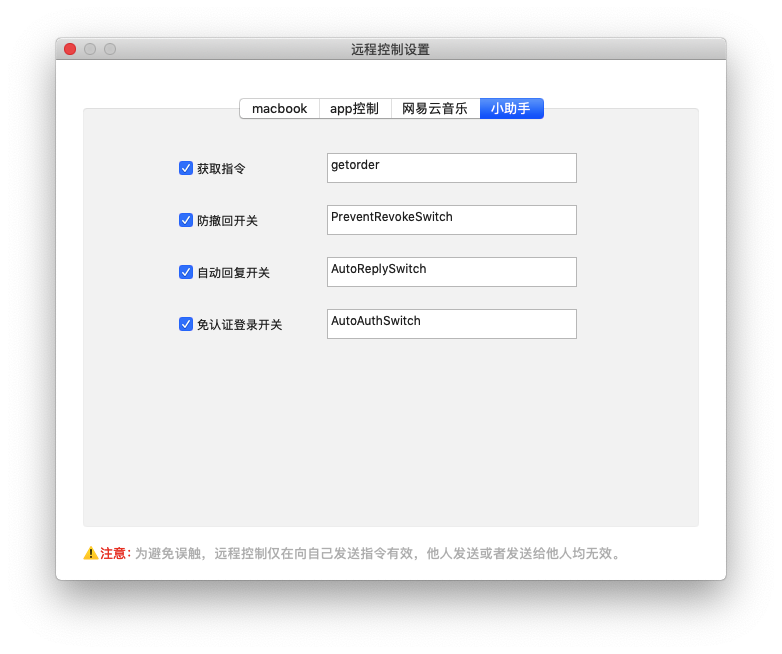 远程控制设置
macbook app控制 网易云音乐 小助手
获取指令 getorder
防撤回开关 PreventRevokeSwitch
自动回复开关 AutoReplySwitch
免认证登录开关 AutoAuthSwitch
注意: 为避免误触，远程控制仅在向自己发送指令有效，他人发送或者发送给他人均无效。